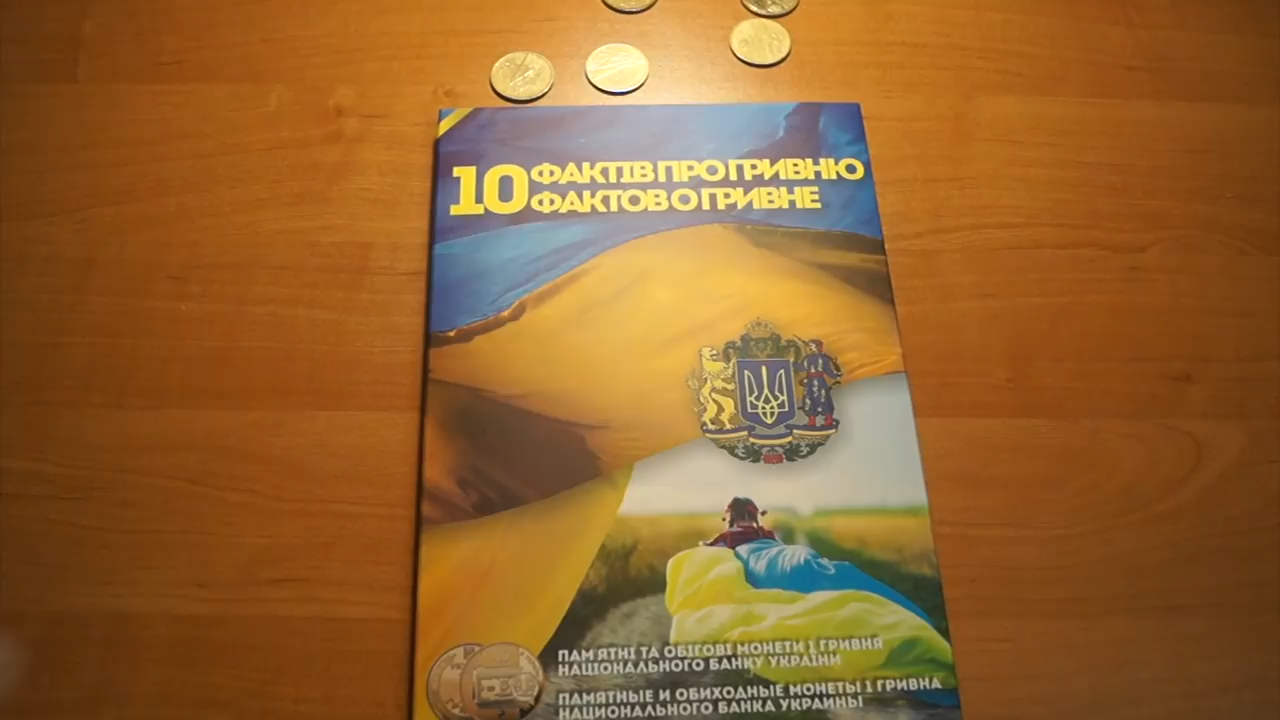 10 ФАКТІВ ПРО ГРИВНЮ
ФАКТОВ О ГРИВНЕ
ПАМ'ЯТНІ ТА ОБІГОВІ МОНЕТИ 1 ГРИВНЯ
НАЦІОНАЛЬНОГО БАНКУ УКРАЇНИ
ПАМЯТНЫЕ И ОБИХОДНЫЕ МОНЕТЫ 1 ГРИВНА
НАЦИОНАЛЬНОГО БАНКА УКРАИНЫ